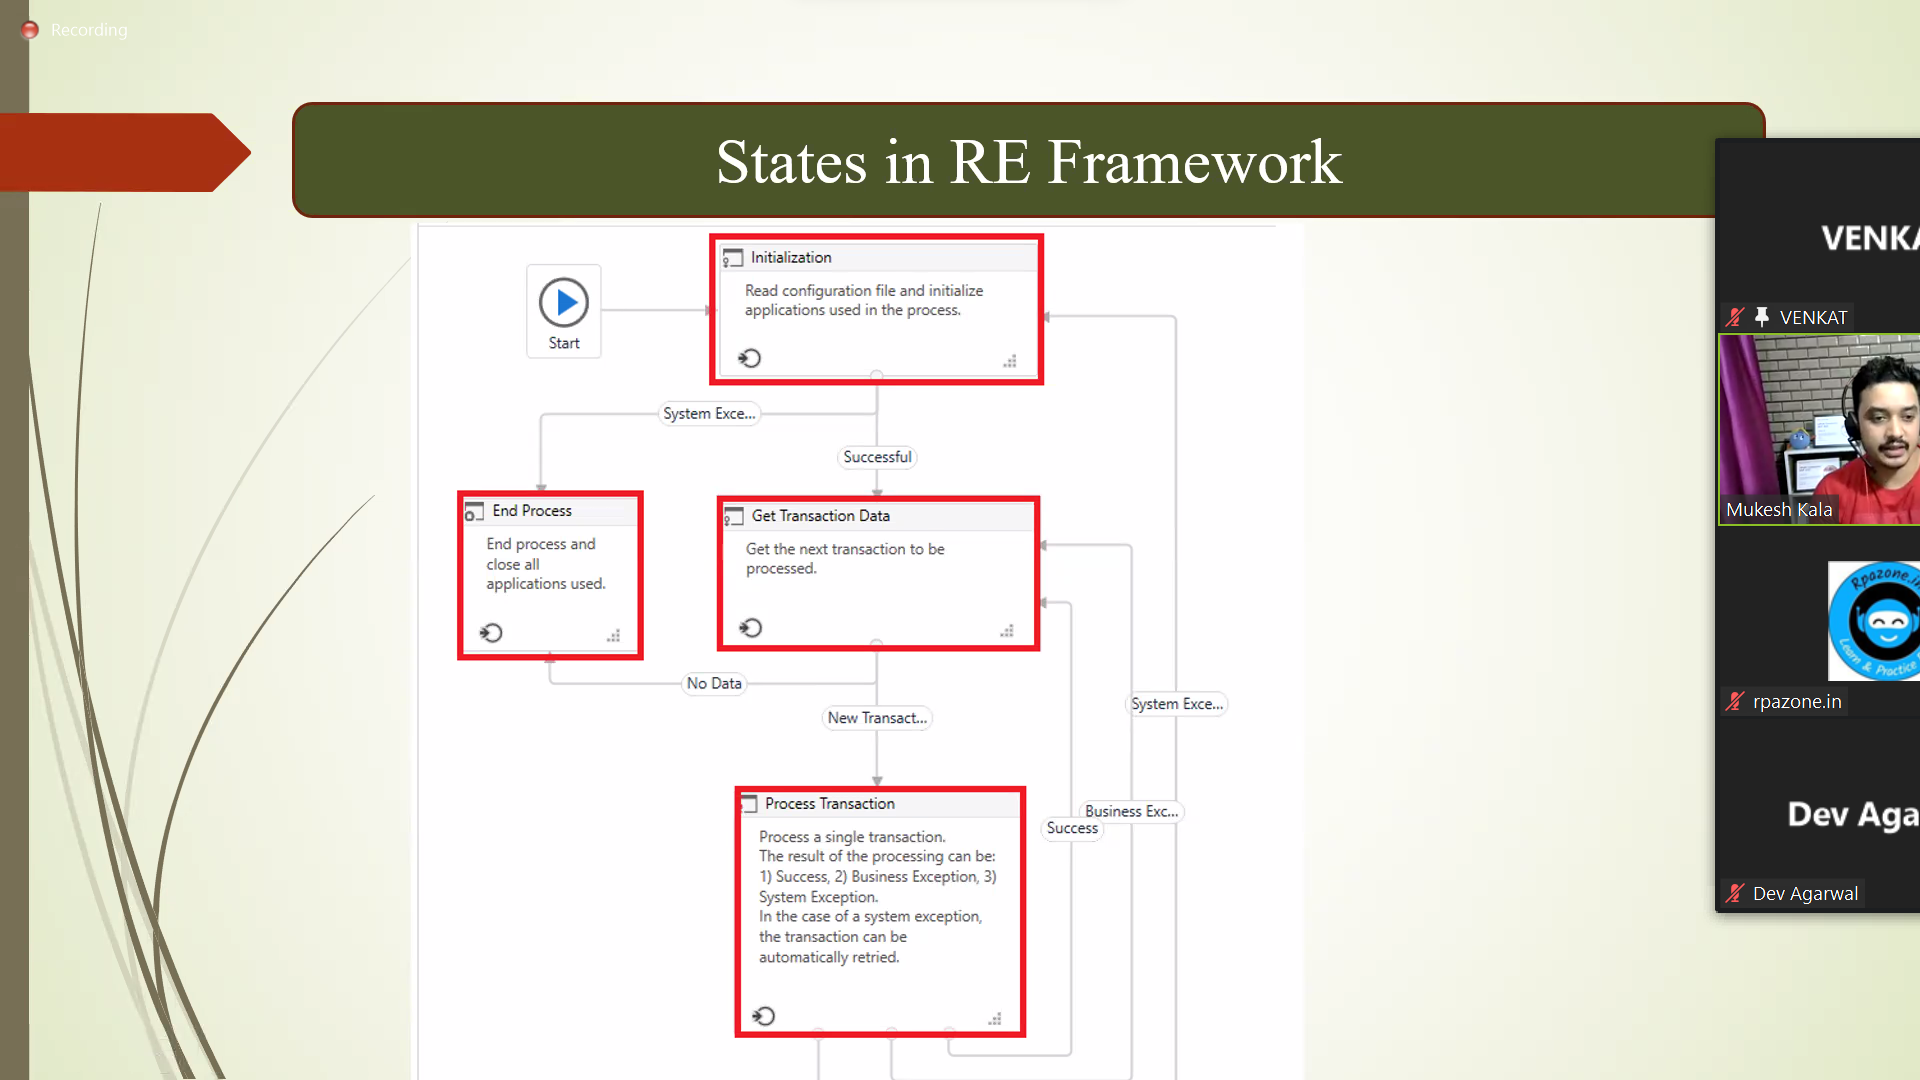 Recording
States in RE Framework
Start
Initialization
Read configuration file and initialize
applications used in the process.
System Exce...
Successful
End Process
End process and
close all
applications used.
Get Transaction Data
Get the next transaction to be
processed.
No Data
New Transact...
System Exce...
Business Exc...
Success
Process Transaction
Process a single transaction.
The result of the processing can be:
1) Success, 2) Business Exception, 3)
System Exception.
In the case of a system exception,
the transaction can be
automatically retried.
VENKA
VENKAT
Mukesh Kala
Rpazone.in
Learn & Practice
rpazone.in
Dev Aga
Dev Agarwal